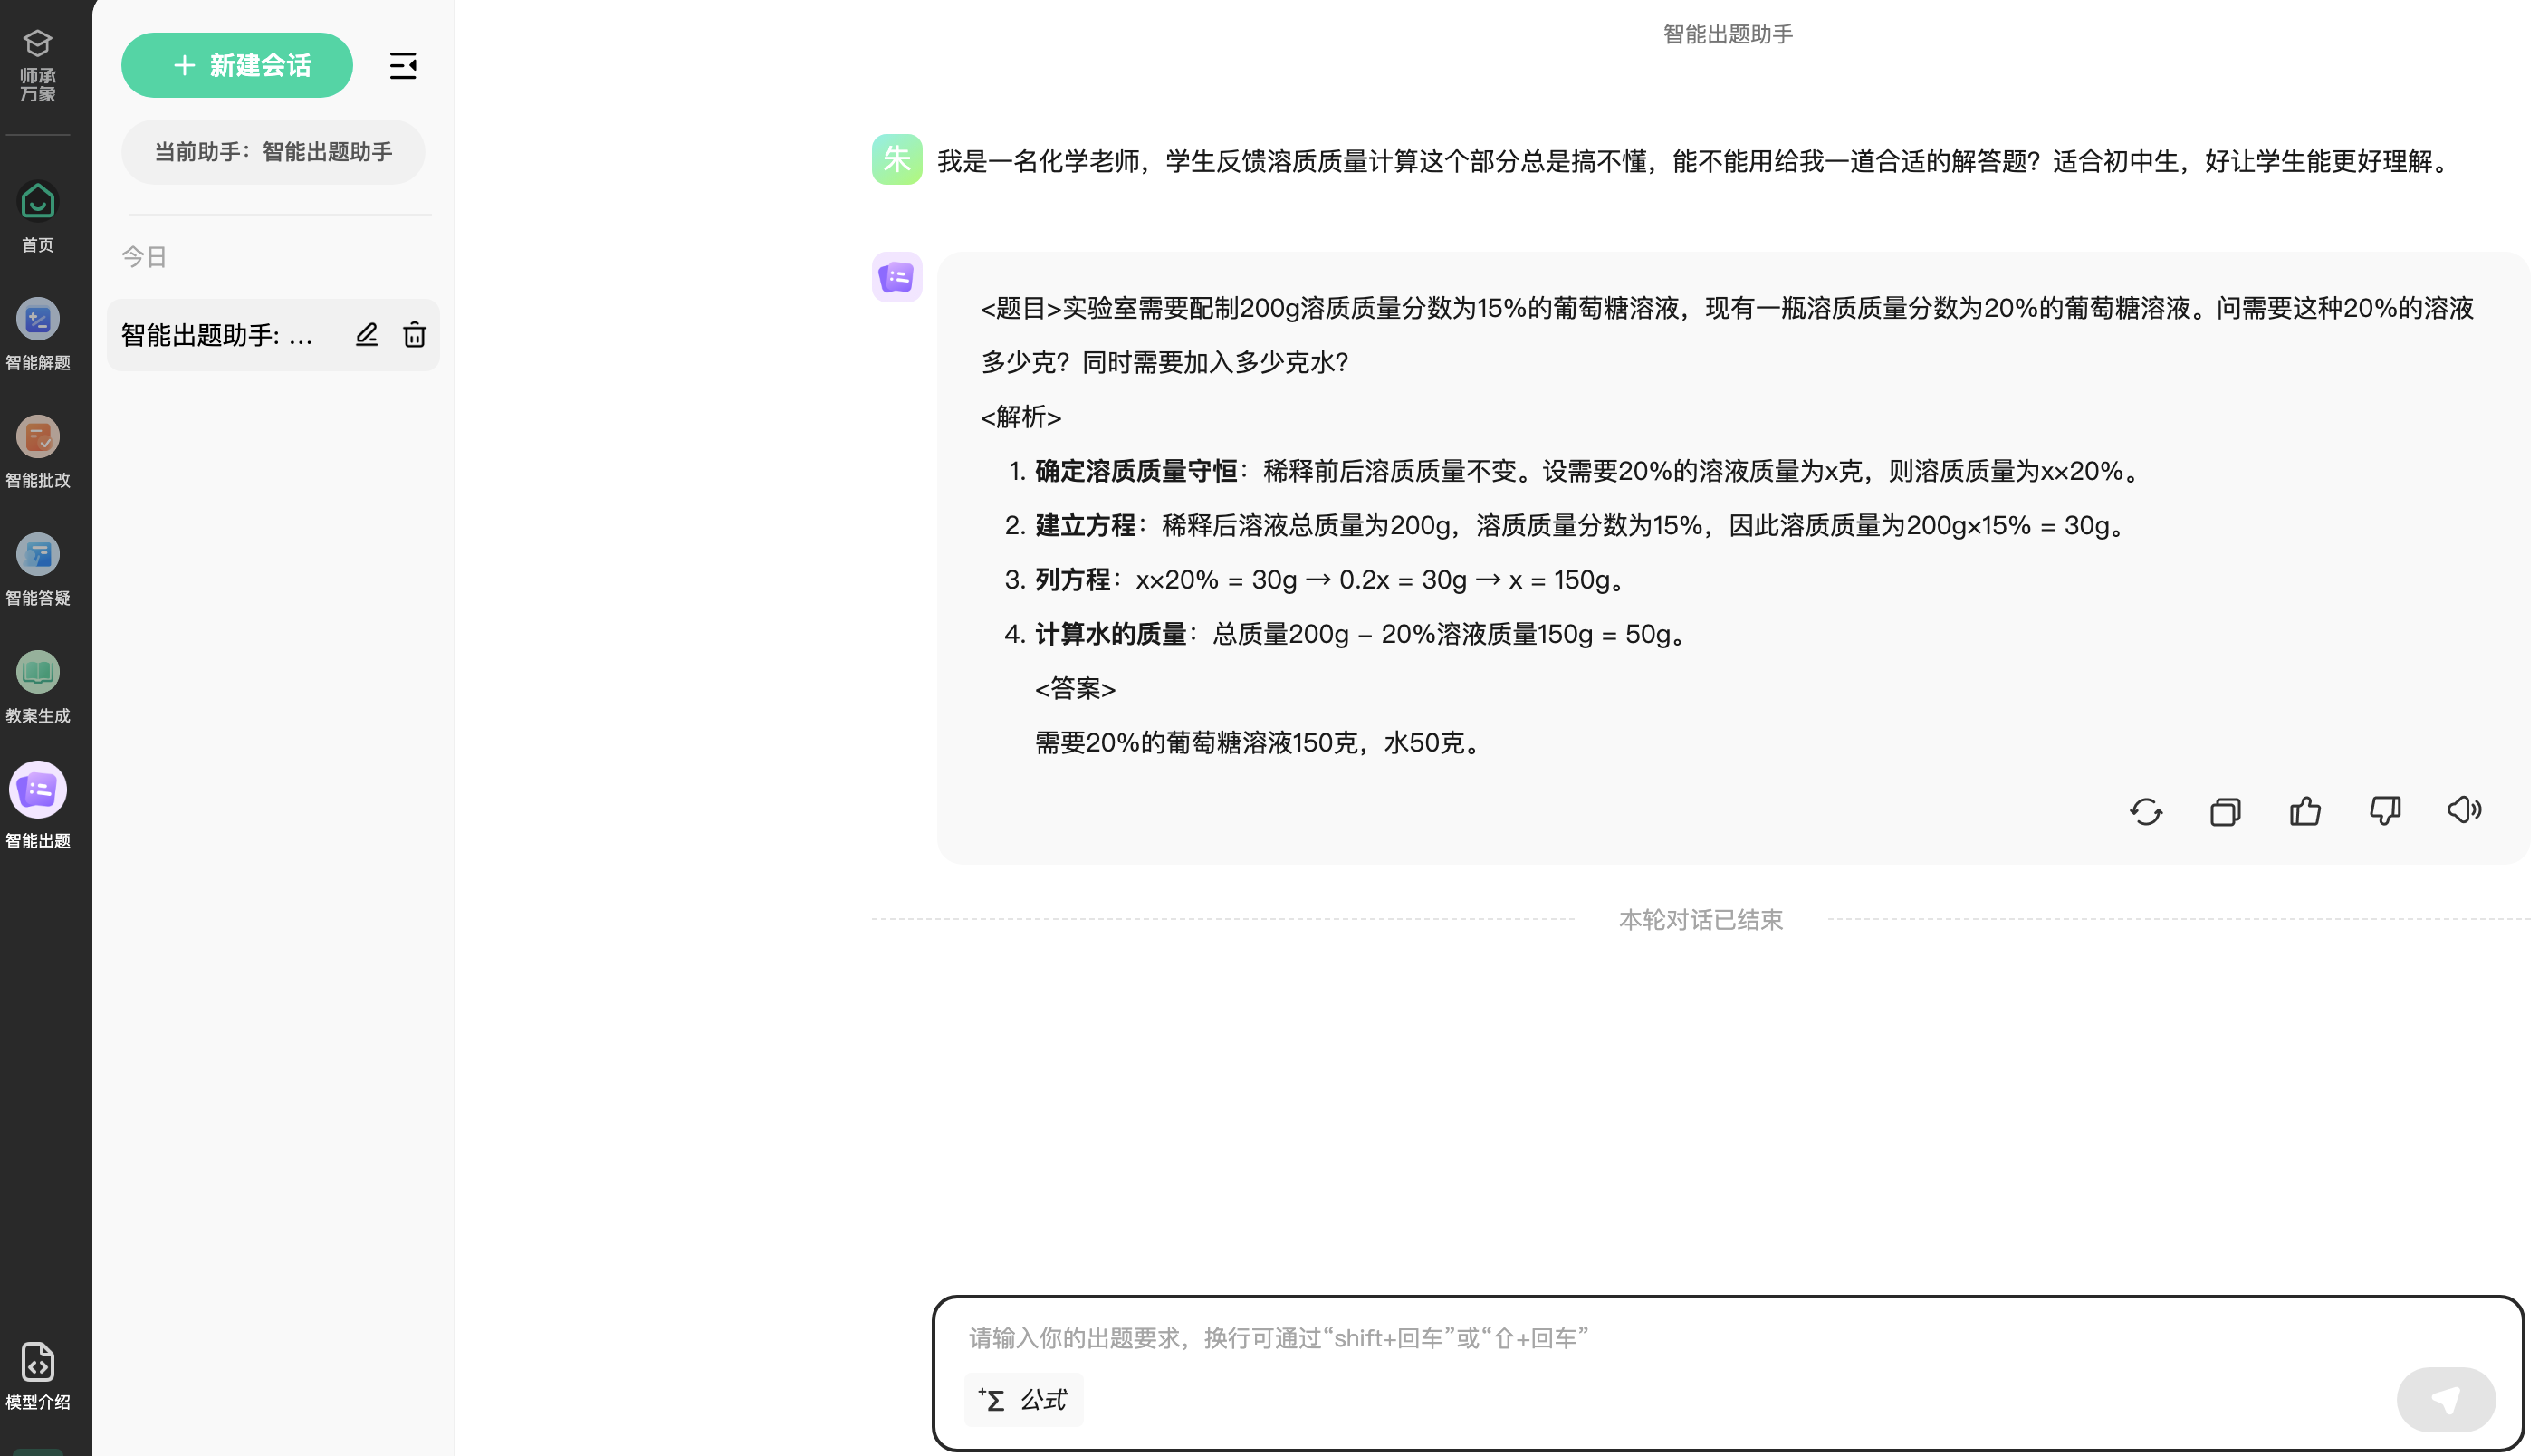 师承
万象
首页
智能解题
智能批改
智能答疑
教案生成
智能出题
模型介绍
+ 新建会话
当前助手：智能出题助手
今日
智能出题助手: ...
智能出题助手
朱
我是一名化学老师，学生反馈溶质质量计算这个部分总是搞不懂，能不能用给我一道合适的解答题？适合初中生，好让学生能更好理解。
<题目>实验室需要配制200g溶质质量分数为15%的葡萄糖溶液，现有一瓶溶质质量分数为20%的葡萄糖溶液。问需要这种20%的溶液
多少克？同时需要加入多少克水？
<解析>
1. 确定溶质质量守恒：稀释前后溶质质量不变。设需要20%的溶液质量为x克，则溶质质量为x×20%。
2. 建立方程：稀释后溶液总质量为200g，溶质质量分数为15%，因此溶质质量为200g×15% = 30g。
3. 列方程：x×20% = 30g → 0.2x = 30g → x = 150g。
4. 计算水的质量：总质量200g − 20%溶液质量150g = 50g。
<答案>
需要20%的葡萄糖溶液150克，水50克。
本轮对话已结束
请输入你的出题要求，换行可通过“shift+回车”或“⇧+回车”
⁺Σ 公式